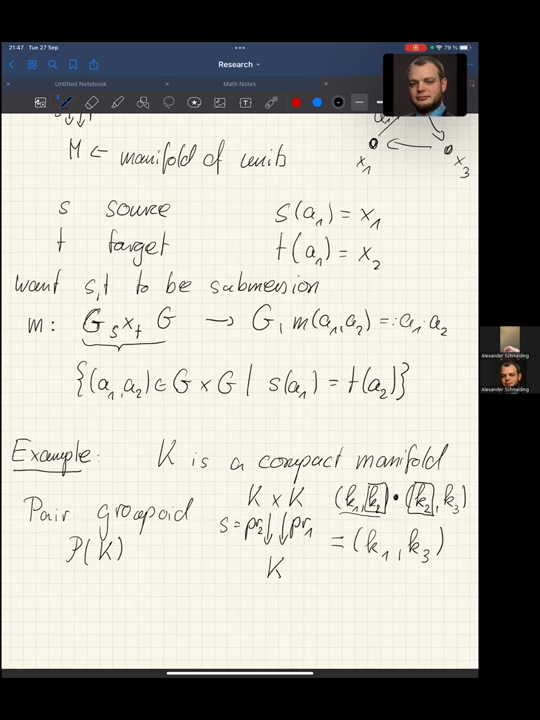 21:47 Tue 27 Sep
79 %
Research
Untitled Notebook
Math Notes
M ← manifold of units
x₁
x₃
s source s(a₁) = x₁
t target t(a₁) = x₂
want s,t to be submersion
m: G ₛ×ₜ G → G, m(a₁,a₂) =: a₁·a₂
{(a₁,a₂) ∈ G × G | s(a₁) = t(a₂)}
Example: K is a compact manifold
Pair groupoid K × K (k₁,k₂) • (k₂,k₃)
P(K) s = pr₂ ↓↓ pr₁ = (k₁,k₃)
K
Alexander Schmeding
Alexander Schmeding